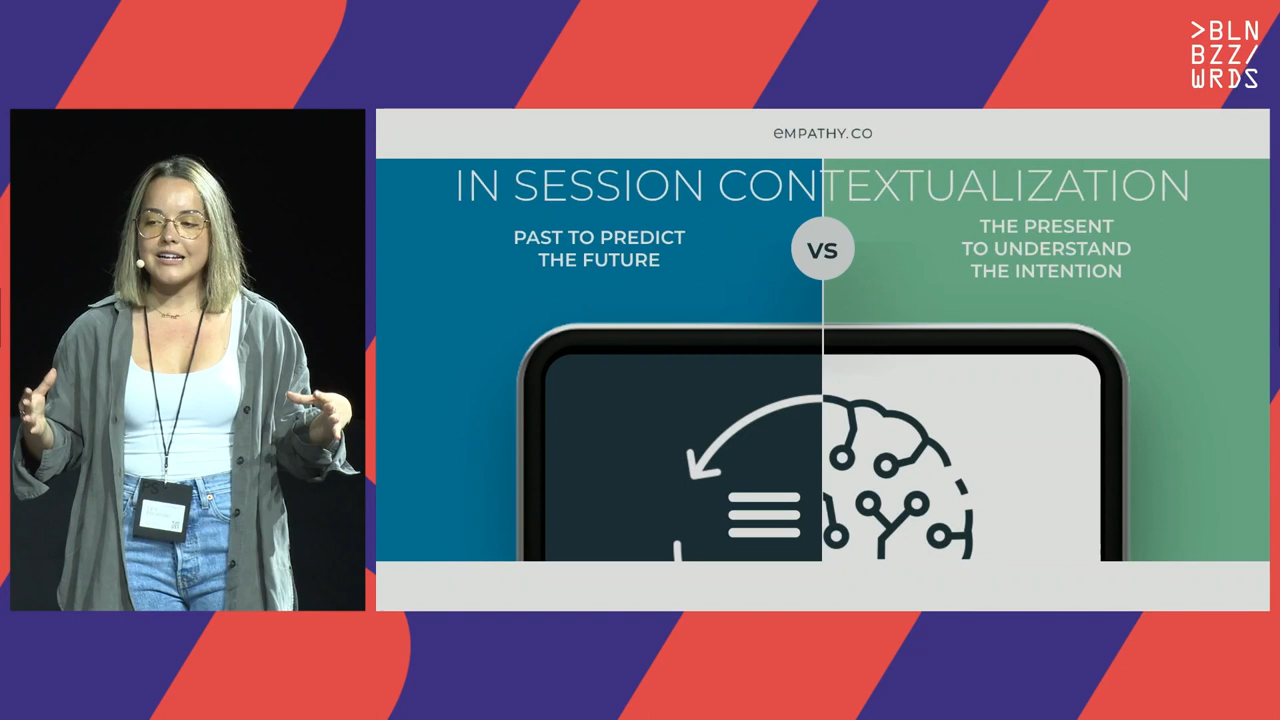 >BLN
BZZ/
WRDS
eMPATHY.CO
IN SESSION CONTEXTUALIZATION
PAST TO PREDICT
THE FUTURE
VS
THE PRESENT
TO UNDERSTAND
THE INTENTION